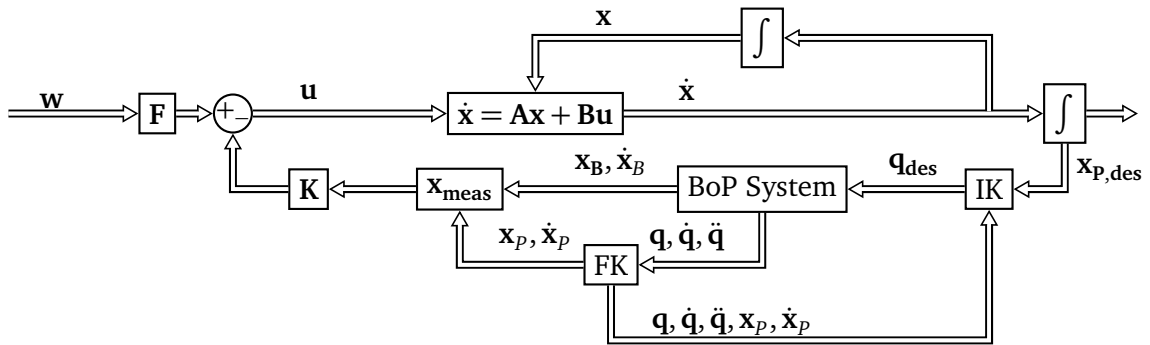 x
∫
w
F
+
−
u
ẋ = Ax + Bu
ẋ
∫
x_B, ẋ_B
q_des
x_P,des
K
x_meas
BoP System
IK
x_P, ẋ_P
q, q̇, q̈
FK
q, q̇, q̈, x_P, ẋ_P